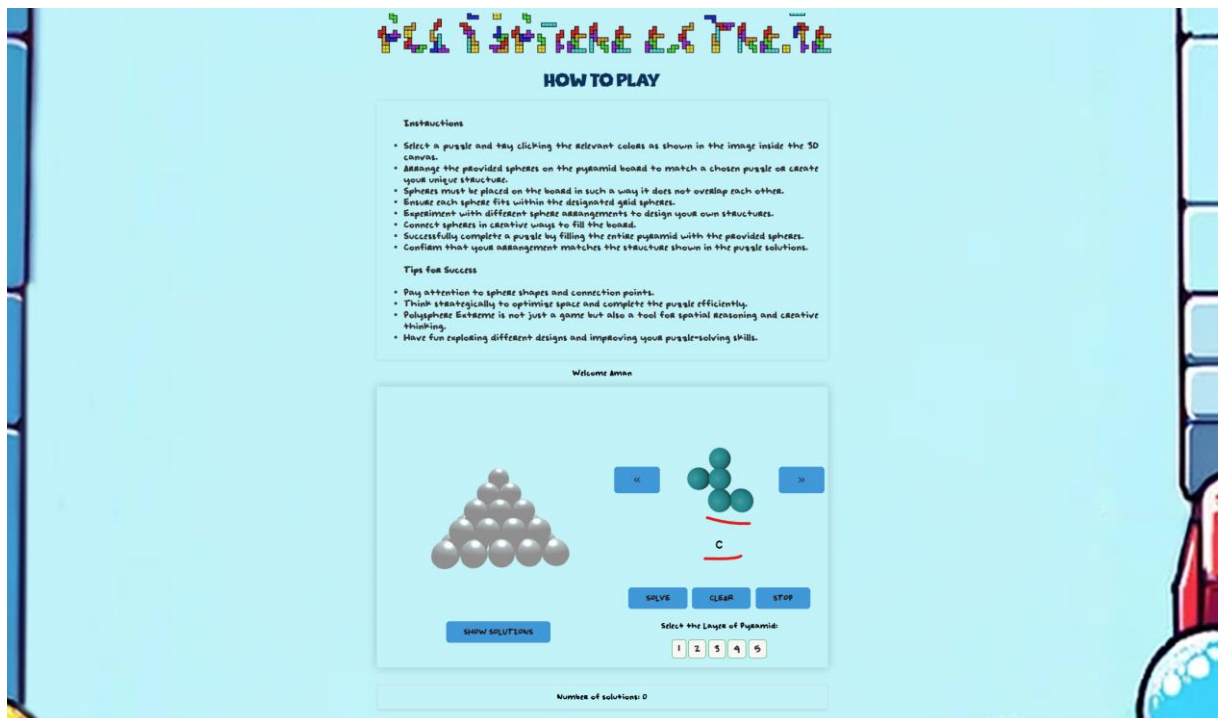 POLYSPHERE EXTREME
HOW TO PLAY
Instructions
• Select a puzzle and try clicking the relevant colors as shown in the image inside the 3D
canvas.
• Arrange the provided spheres on the pyramid board to match a chosen puzzle or create
your unique structure.
• Spheres must be placed on the board in such a way it does not overlap each other.
• Ensure each sphere fits within the designated grid spheres.
• Experiment with different sphere arrangements to design your own structures.
• Connect spheres in creative ways to fill the board.
• Successfully complete a puzzle by filling the entire pyramid with the provided spheres.
• Confirm that your arrangement matches the structure shown in the puzzle solutions.
Tips for Success
• Pay attention to sphere shapes and connection points.
• Think strategically to optimize space and complete the puzzle efficiently.
• Polysphere Extreme is not just a game but also a tool for spatial reasoning and creative
thinking.
• Have fun exploring different designs and improving your puzzle-solving skills.
Welcome Aman
«
»
C
SOLVE CLEAR STOP
Select the Layer of Pyramid:
SHOW SOLUTIONS
1 2 3 4 5
Number of solutions: 0